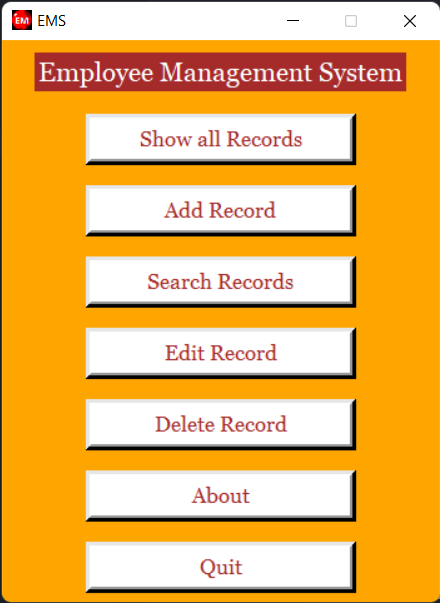 EM EMS
Employee Management System
Show all Records
Add Record
Search Records
Edit Record
Delete Record
About
Quit